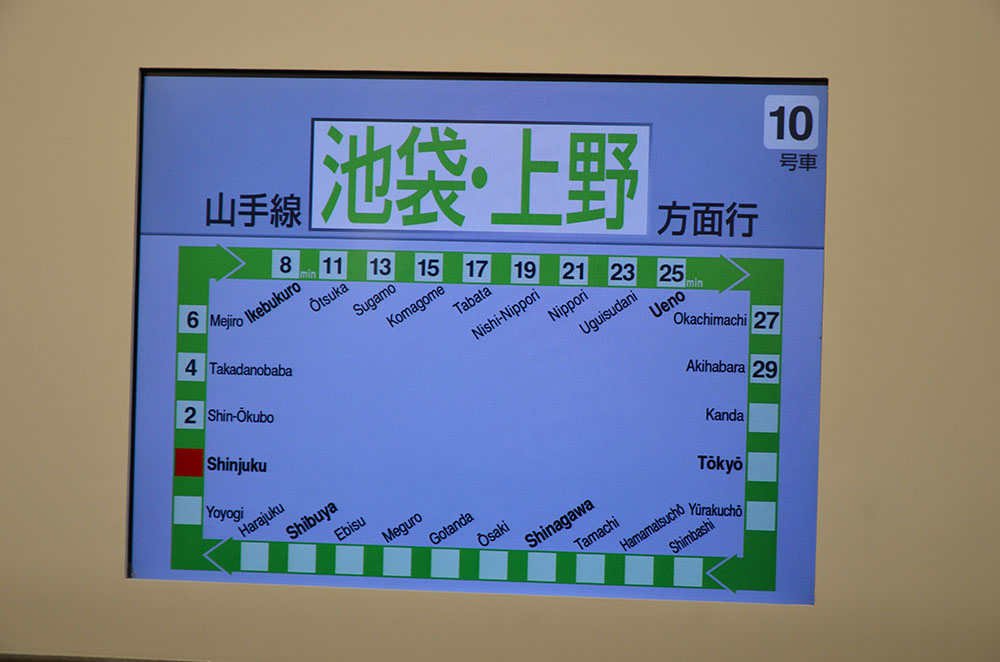 10
号車
山手線 池袋・上野 方面行
8 min 11 13 15 17 19 21 23 25 min
Ikebukuro Ōtsuka Sugamo Komagome Tabata Nishi-Nippori Nippori Uguisudani Ueno
6 Mejiro
Okachimachi 27
4 Takadanobaba
Akihabara 29
2 Shin-Ōkubo
Kanda
Shinjuku
Tōkyō
Yoyogi
Yūrakuchō
Harajuku Shibuya Ebisu Meguro Gotanda Ōsaki Shinagawa Tamachi Hamamatsuchō Shimbashi